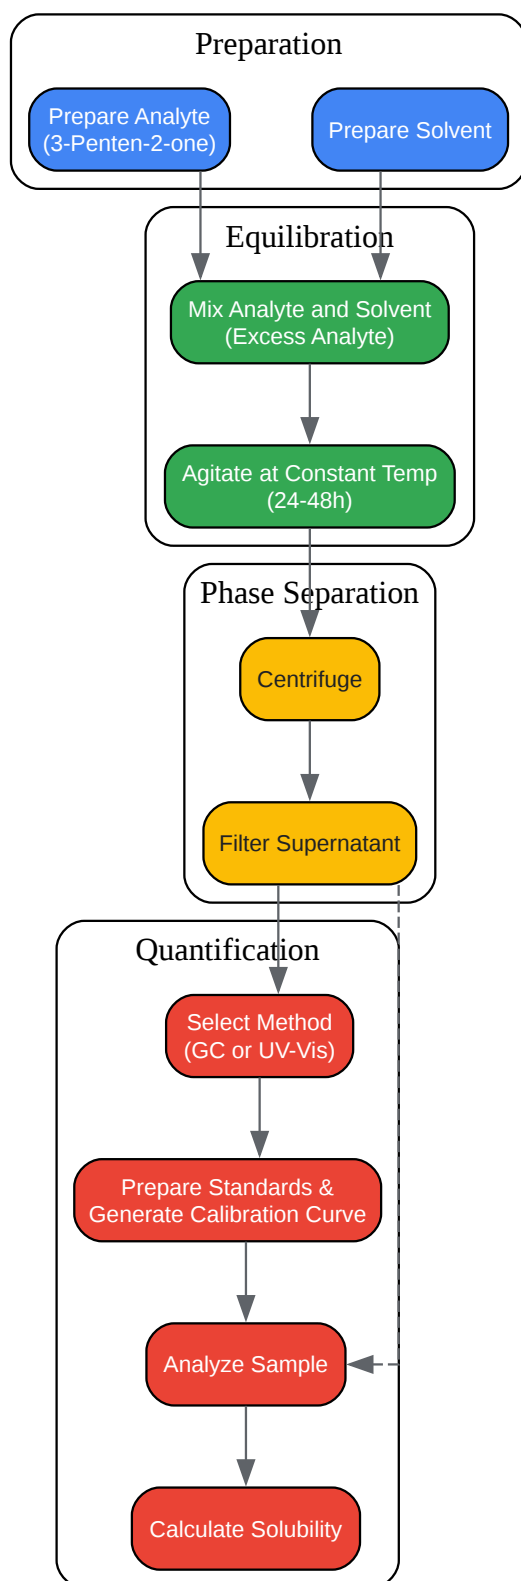 Preparation
Prepare Analyte
(3-Penten-2-one)
Prepare Solvent
Equilibration
Mix Analyte and Solvent
(Excess Analyte)
Agitate at Constant Temp
(24-48h)
Phase Separation
Centrifuge
Filter Supernatant
Quantification
Select Method
(GC or UV-Vis)
Prepare Standards &
Generate Calibration Curve
Analyze Sample
Calculate Solubility